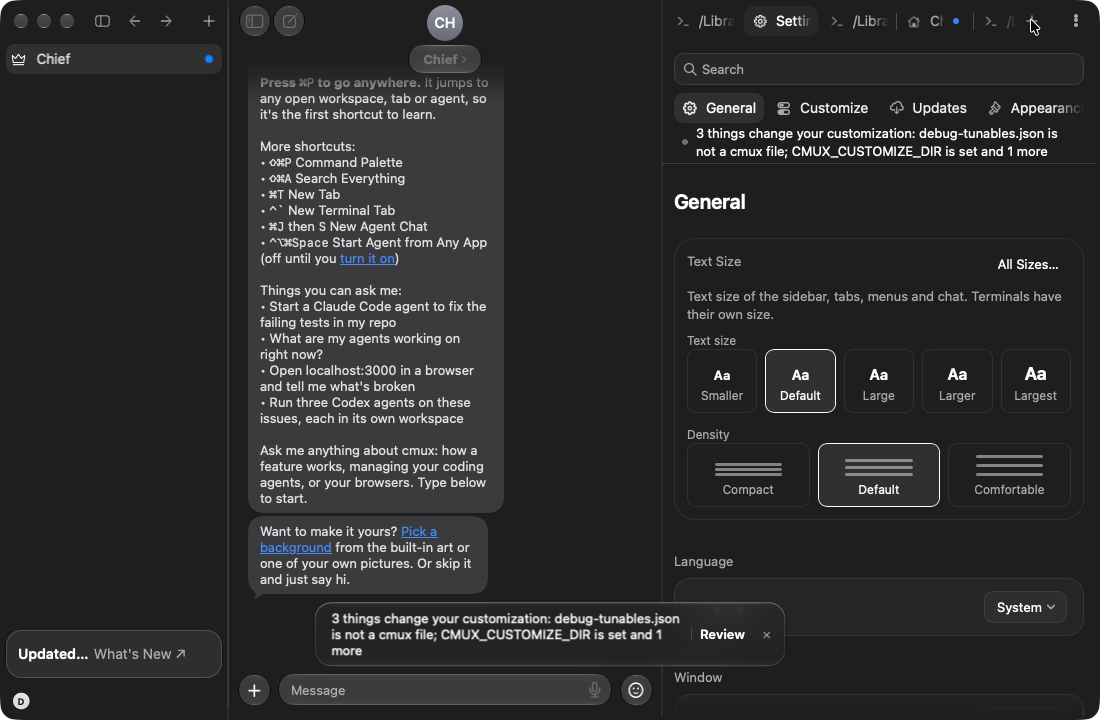 Chief
Updated...
What's New ↗
D
CH
Chief ›
Press ⌘P to go anywhere. It jumps to
any open workspace, tab or agent, so
it's the first shortcut to learn.
More shortcuts:
• ⇧⌘P Command Palette
• ⇧⌘A Search Everything
• ⌘T New Tab
• ^` New Terminal Tab
• ⌘J then S New Agent Chat
• ^⌥⌘Space Start Agent from Any App
(off until you turn it on)
Things you can ask me:
• Start a Claude Code agent to fix the
failing tests in my repo
• What are my agents working on
right now?
• Open localhost:3000 in a browser
and tell me what's broken
• Run three Codex agents on these
issues, each in its own workspace
Ask me anything about cmux: how a
feature works, managing your coding
agents, or your browsers. Type below
to start.
Want to make it yours? Pick a
background from the built-in art or
one of your own pictures. Or skip it
and just say hi.
3 things change your customization: debug-tunables.json
is not a cmux file; CMUX_CUSTOMIZE_DIR is set and 1
more
Review
×
Message
/Libra
Settin
/Libra
Ch
Search
General
Customize
Updates
Appearanc
3 things change your customization: debug-tunables.json is
not a cmux file; CMUX_CUSTOMIZE_DIR is set and 1 more
General
Text Size
All Sizes...
Text size of the sidebar, tabs, menus and chat. Terminals have
their own size.
Text size
Aa Aa Aa Aa Aa
Smaller Default Large Larger Largest
Density
Compact Default Comfortable
Language
System
Window